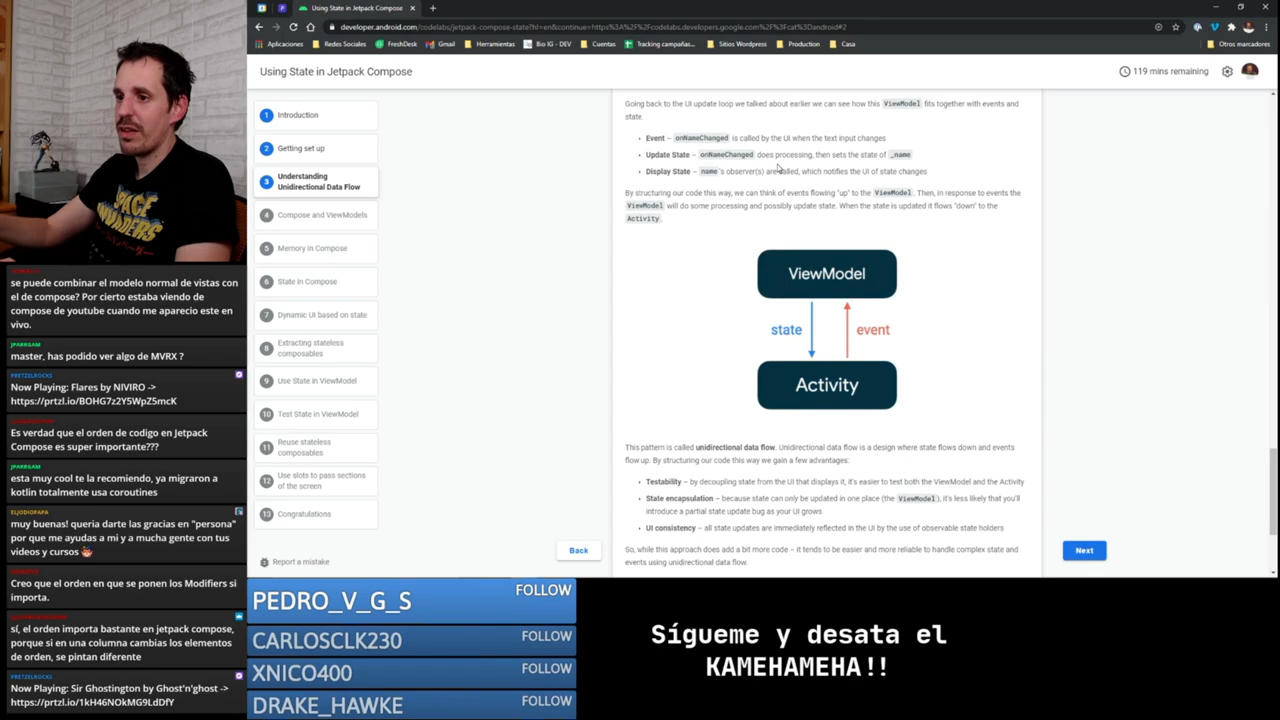 Using State in Jetpack Compose
developer.android.com/codelabs/jetpack-compose-state?hl=en&continue=https%3A%2F%2Fcodelabs.developers.google.com%2F%3Fcat%3Dandroid#2
Aplicaciones
Redes Sociales
FreshDesk
Gmail
Herramientas
Bio IG - DEV
Cuentas
Tracking campañas...
Sitios Wordpress
Production
Casa
Otros marcadores
Using State in Jetpack Compose
119 mins remaining
1 Introduction
2 Getting set up
3 Understanding
Unidirectional Data Flow
4 Compose and ViewModels
5 Memory in Compose
6 State in Compose
7 Dynamic UI based on state
8 Extracting stateless
composables
9 Use State in ViewModel
10 Test State in ViewModel
11 Reuse stateless
composables
12 Use slots to pass sections
of the screen
13 Congratulations
Report a mistake
Going back to the UI update loop we talked about earlier we can see how this ViewModel fits together with events and
state.
• Event – onNameChanged is called by the UI when the text input changes
• Update State – onNameChanged does processing, then sets the state of _name
• Display State – name's observer(s) are called, which notifies the UI of state changes
By structuring our code this way, we can think of events flowing "up" to the ViewModel. Then, in response to events the
ViewModel will do some processing and possibly update state. When the state is updated it flows "down" to the
Activity.
ViewModel
state
event
Activity
This pattern is called unidirectional data flow. Unidirectional data flow is a design where state flows down and events
flow up. By structuring our code this way we gain a few advantages:
• Testability – by decoupling state from the UI that displays it, it's easier to test both the ViewModel and the Activity
• State encapsulation – because state can only be updated in one place (the ViewModel), it's less likely that you'll
introduce a partial state update bug as your UI grows
• UI consistency – all state updates are immediately reflected in the UI by the use of observable state holders
So, while this approach does add a bit more code – it tends to be easier and more reliable to handle complex state and
events using unidirectional data flow.
Back
Next
se puede combinar el modelo normal de vistas con
el de compose? Por cierto estaba viendo de
compose de youtube cuando me aparecio este en
vivo.
JPARRGAM
master, has podido ver algo de MVRX ?
PRETZELROCKS
Now Playing: Flares by NIVIRO ->
https://prtzl.io/BOHG7z2Y5WpZ5mcK
Es verdad que el orden de codigo en Jetpack
Compose es super importante???
JPARRGAM
esta muy cool te la recomiendo, ya migraron a
kotlin totalmente usa coroutines
ELJODIOPAPA
muy buenas! queria darte las gracias en "persona"
por que me ayudas a mi y a mucha gente con tus
videos y cursos
Creo que el orden en que se ponen los Modifiers si
importa.
sí, el orden importa bastante en jetpack compose,
porque si en una columna cambias los elementos
de orden, se pintan diferente
PRETZELROCKS
Now Playing: Sir Ghostington by Ghost'n'ghost ->
https://prtzl.io/1kH46NOkMG9LdDfY
PEDRO_V_G_S FOLLOW
CARLOSCLK230 FOLLOW
XNICO400 FOLLOW
DRAKE_HAWKE FOLLOW
Sígueme y desata el
KAMEHAMEHA!!